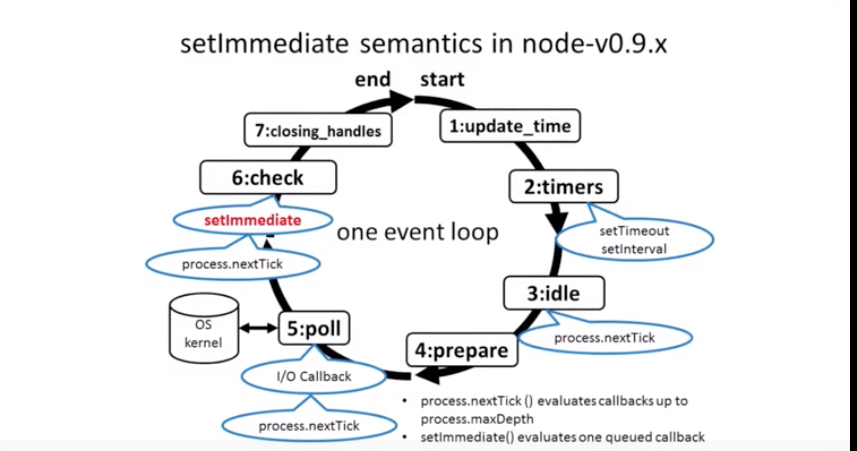 setImmediate semantics in node-v0.9.x
end start
7:closing_handles
1:update_time
6:check
2:timers
setImmediate
one event loop
setTimeout
setInterval
process.nextTick
3:idle
OS
kernel
5:poll
4:prepare
process.nextTick
I/O Callback
process.nextTick
• process.nextTick () evaluates callbacks up to
process.maxDepth
• setImmediate() evaluates one queued callback